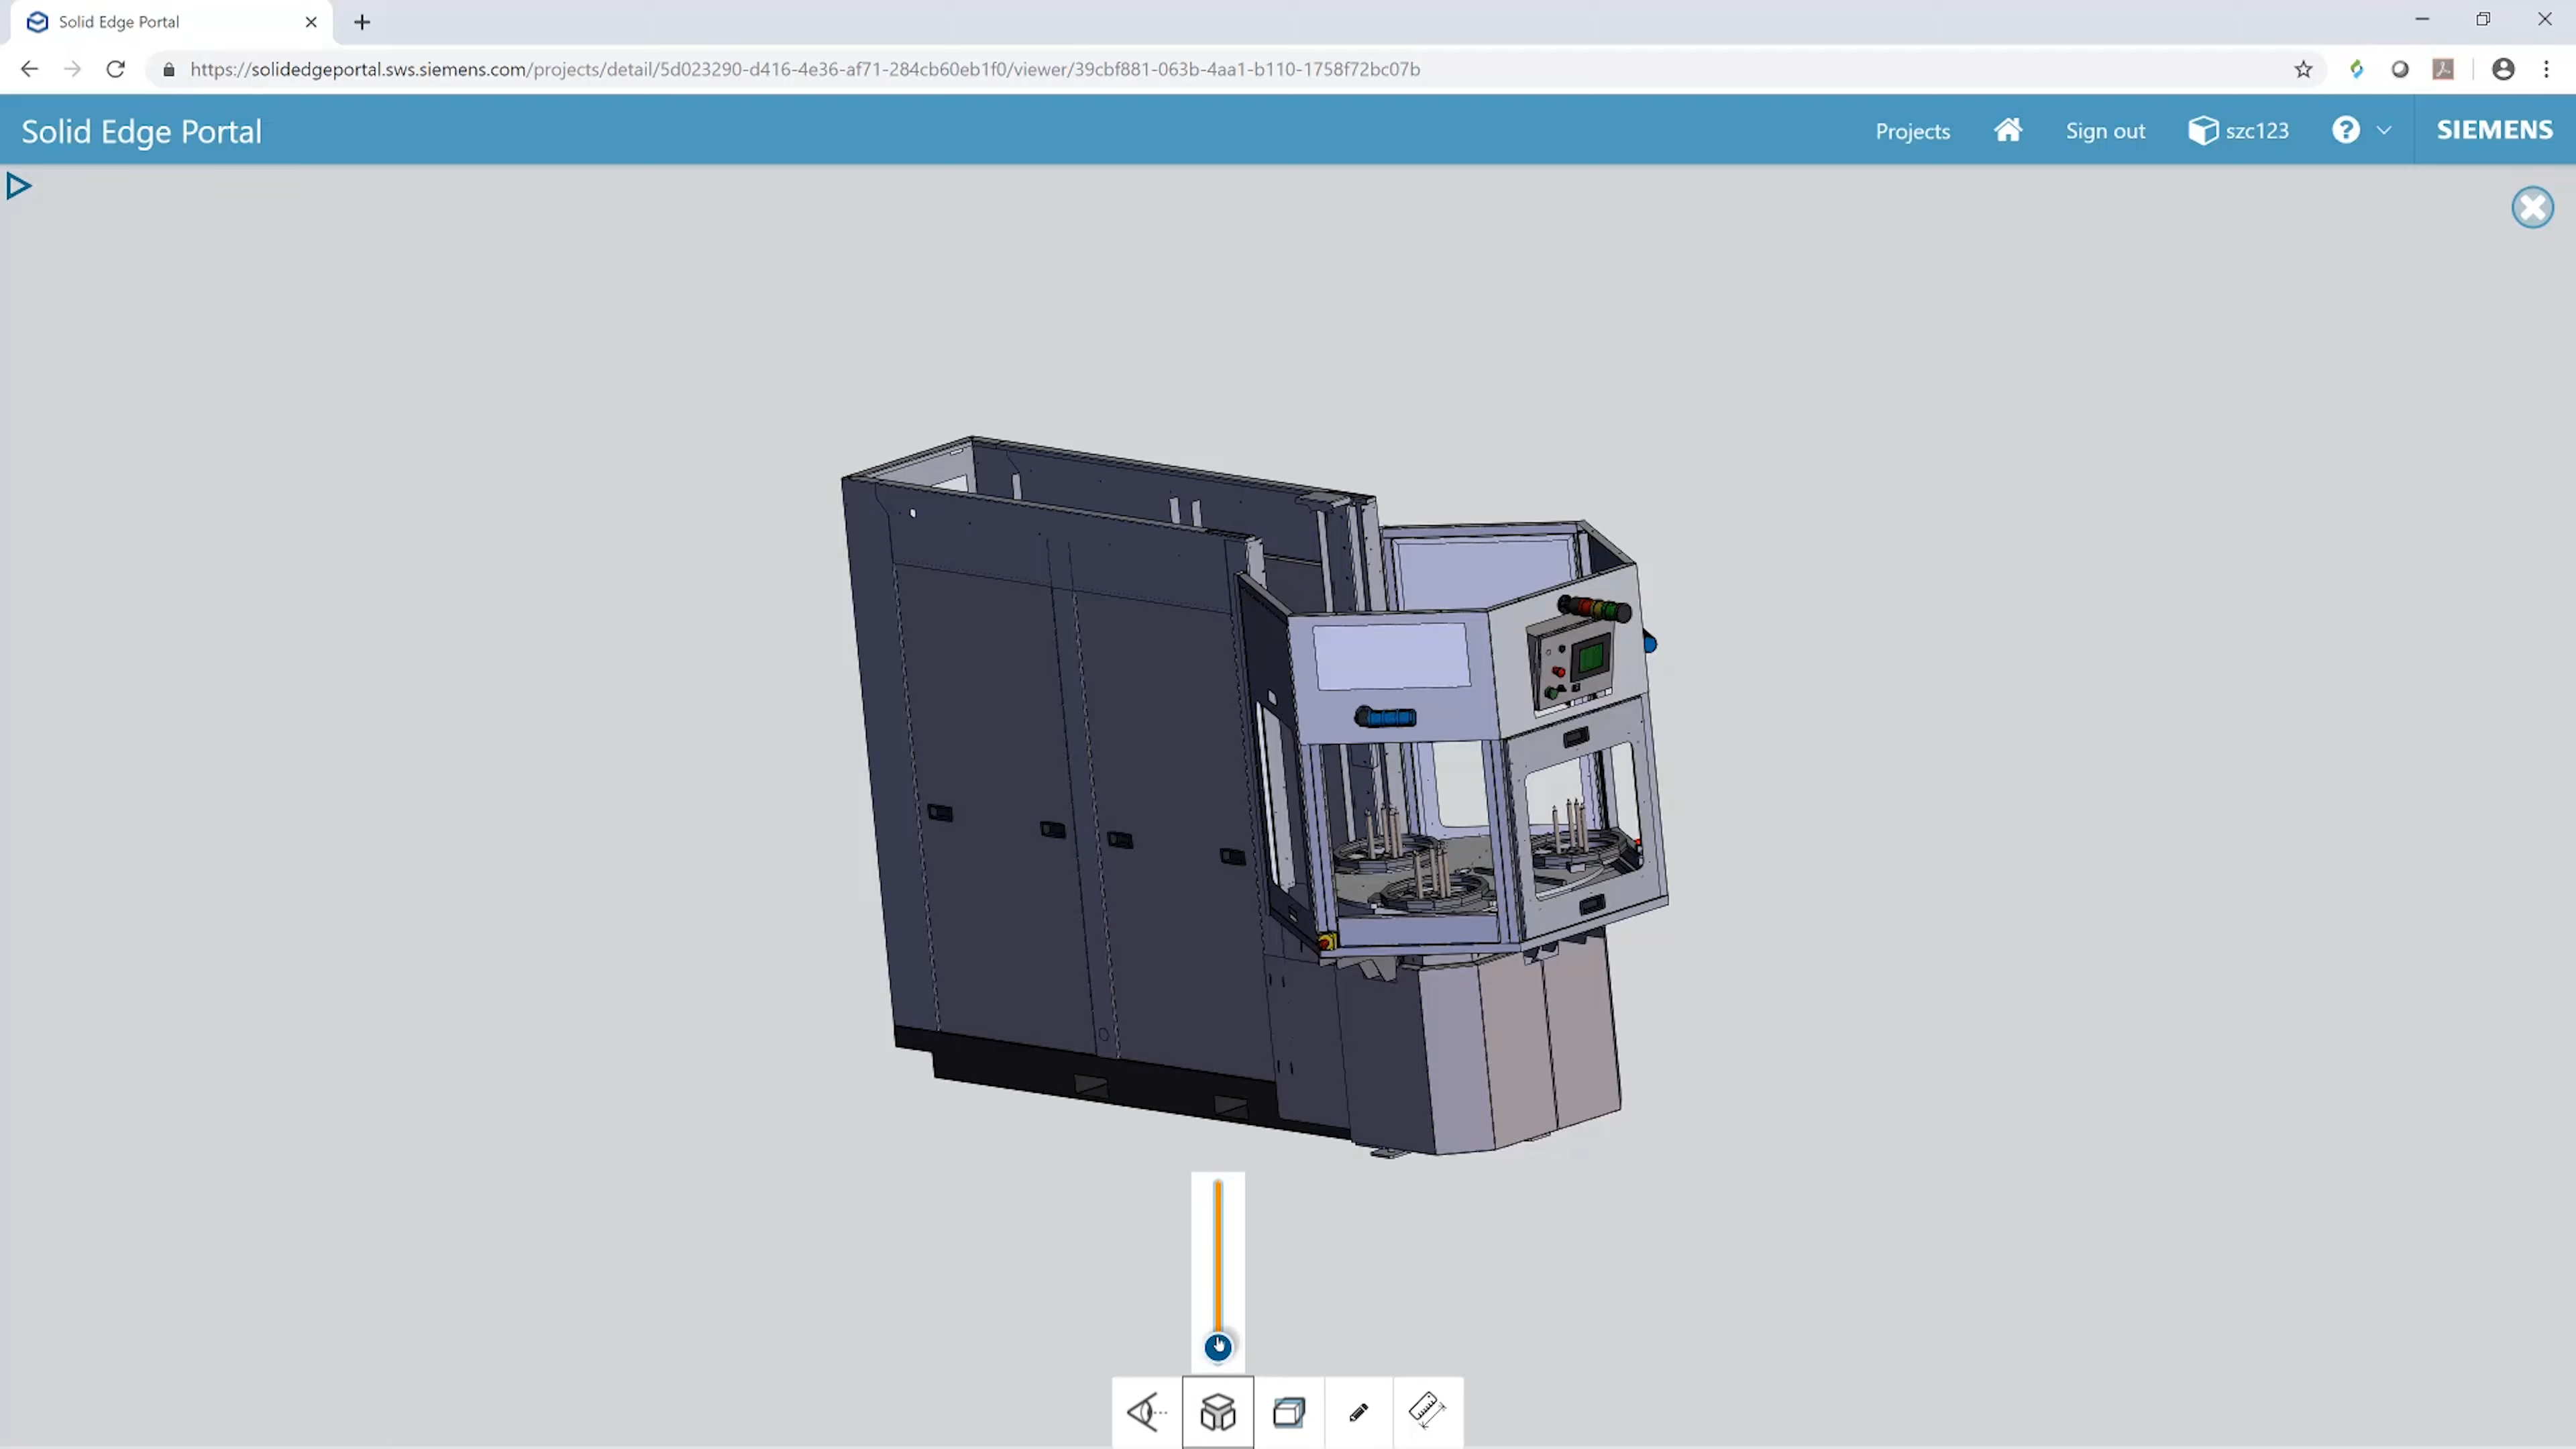 Solid Edge Portal
https://solidedgeportal.sws.siemens.com/projects/detail/5d023290-d416-4e36-af71-284cb60eb1f0/viewer/39cbf881-063b-4aa1-b110-1758f72bc07b
Solid Edge Portal
Projects
Sign out
szc123
SIEMENS